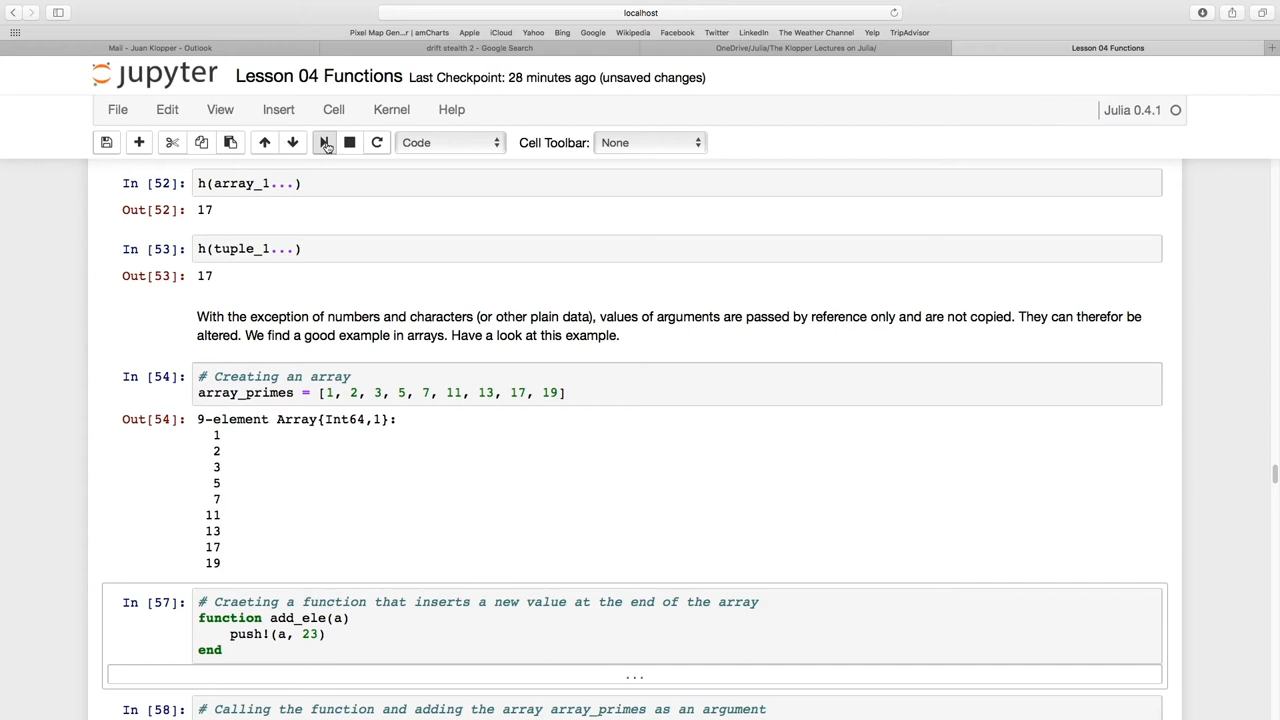 localhost
Pixel Map Gen...r | amCharts Apple iCloud Yahoo Bing Google Wikipedia Facebook Twitter LinkedIn The Weather Channel Yelp TripAdvisor
Mail - Juan Klopper - Outlook drift stealth 2 - Google Search OneDrive/Julia/The Klopper Lectures on Julia/ Lesson 04 Functions
jupyter Lesson 04 Functions Last Checkpoint: 28 minutes ago (unsaved changes)
File Edit View Insert Cell Kernel Help Julia 0.4.1
Code Cell Toolbar: None
In [52]: h(array_1...)
Out[52]: 17
In [53]: h(tuple_1...)
Out[53]: 17
With the exception of numbers and characters (or other plain data), values of arguments are passed by reference only and are not copied. They can therefor be
altered. We find a good example in arrays. Have a look at this example.
In [54]: # Creating an array
array_primes = [1, 2, 3, 5, 7, 11, 13, 17, 19]
Out[54]: 9-element Array{Int64,1}:
1
2
3
5
7
11
13
17
19
In [57]: # Craeting a function that inserts a new value at the end of the array
function add_ele(a)
push!(a, 23)
end
...
In [58]: # Calling the function and adding the array array_primes as an argument